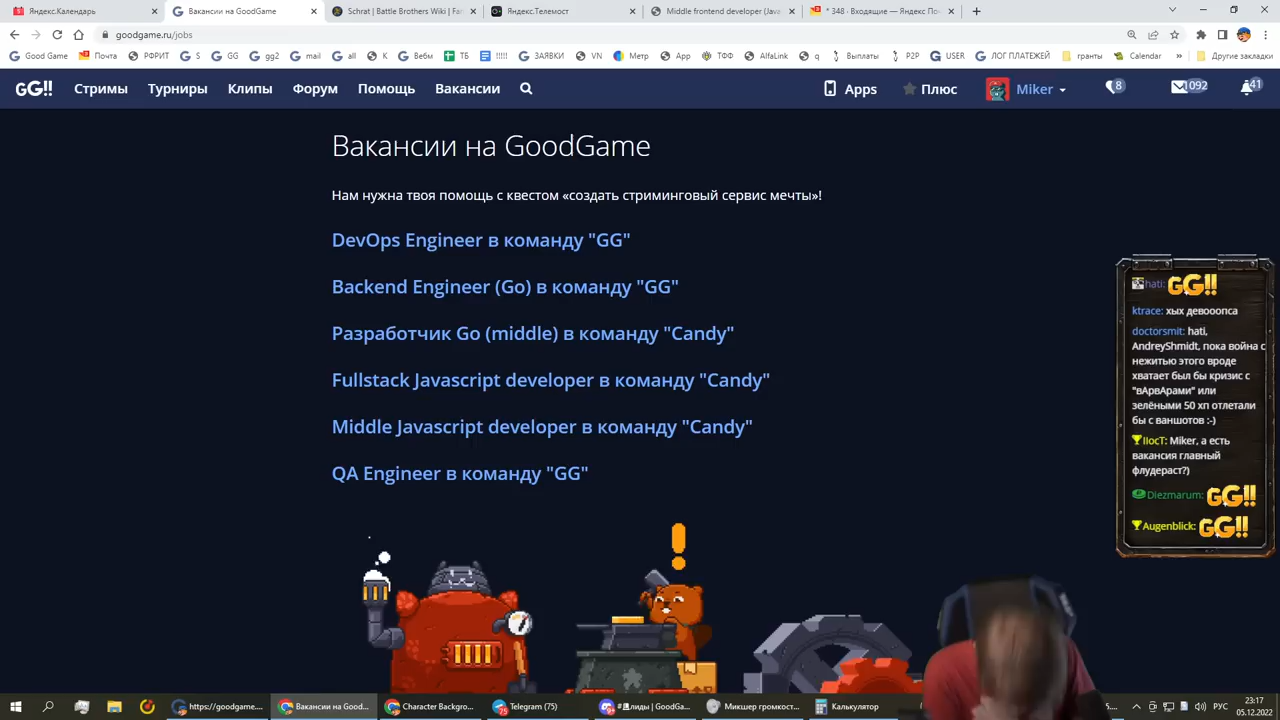 Яндекс.Календарь
Вакансии на GoodGame
Schrat | Battle Brothers Wiki | Fan
Яндекс.Телемост
Middle frontend developer (Java
* 348 · Входящие — Яндекс По
goodgame.ru/jobs
Good Game
Почта
РФРИТ
S
GG
gg2
mail
all
К
Вебм
ТБ
!!!!!
ЗАЯВКИ
VN
Метр
App
ТФФ
AlfaLink
q
Выплаты
P2P
USER
ЛОГ ПЛАТЕЖЕЙ
гранты
Calendar
»
Другие закладки
GG!!
Стримы
Турниры
Клипы
Форум
Помощь
Вакансии
Apps
Плюс
Miker
8
092
41
Вакансии на GoodGame
Нам нужна твоя помощь с квестом «создать стриминговый сервис мечты»!
DevOps Engineer в команду "GG"
Backend Engineer (Go) в команду "GG"
Разработчик Go (middle) в команду "Candy"
Fullstack Javascript developer в команду "Candy"
Middle Javascript developer в команду "Candy"
QA Engineer в команду "GG"
hati: GG!!
ktrace: хых девооопса
doctorsmit: hati,
AndreyShmidt, пока война с
нежитью этого вроде
хватает был бы кризис с
"вАрвАрами" или
зелёными 50 хп отлетали
бы с ваншотов :-)
IIocT: Miker, а есть
вакансия главный
флудераст?)
Diezmarum: GG!!
Augenblick: GG!!
https://goodgame....
Вакансии на Good...
Character Backgro...
Telegram (75)
лиды | GoodGa...
Микшер громкост...
Калькулятор
РУС
23:17
05.12.2022